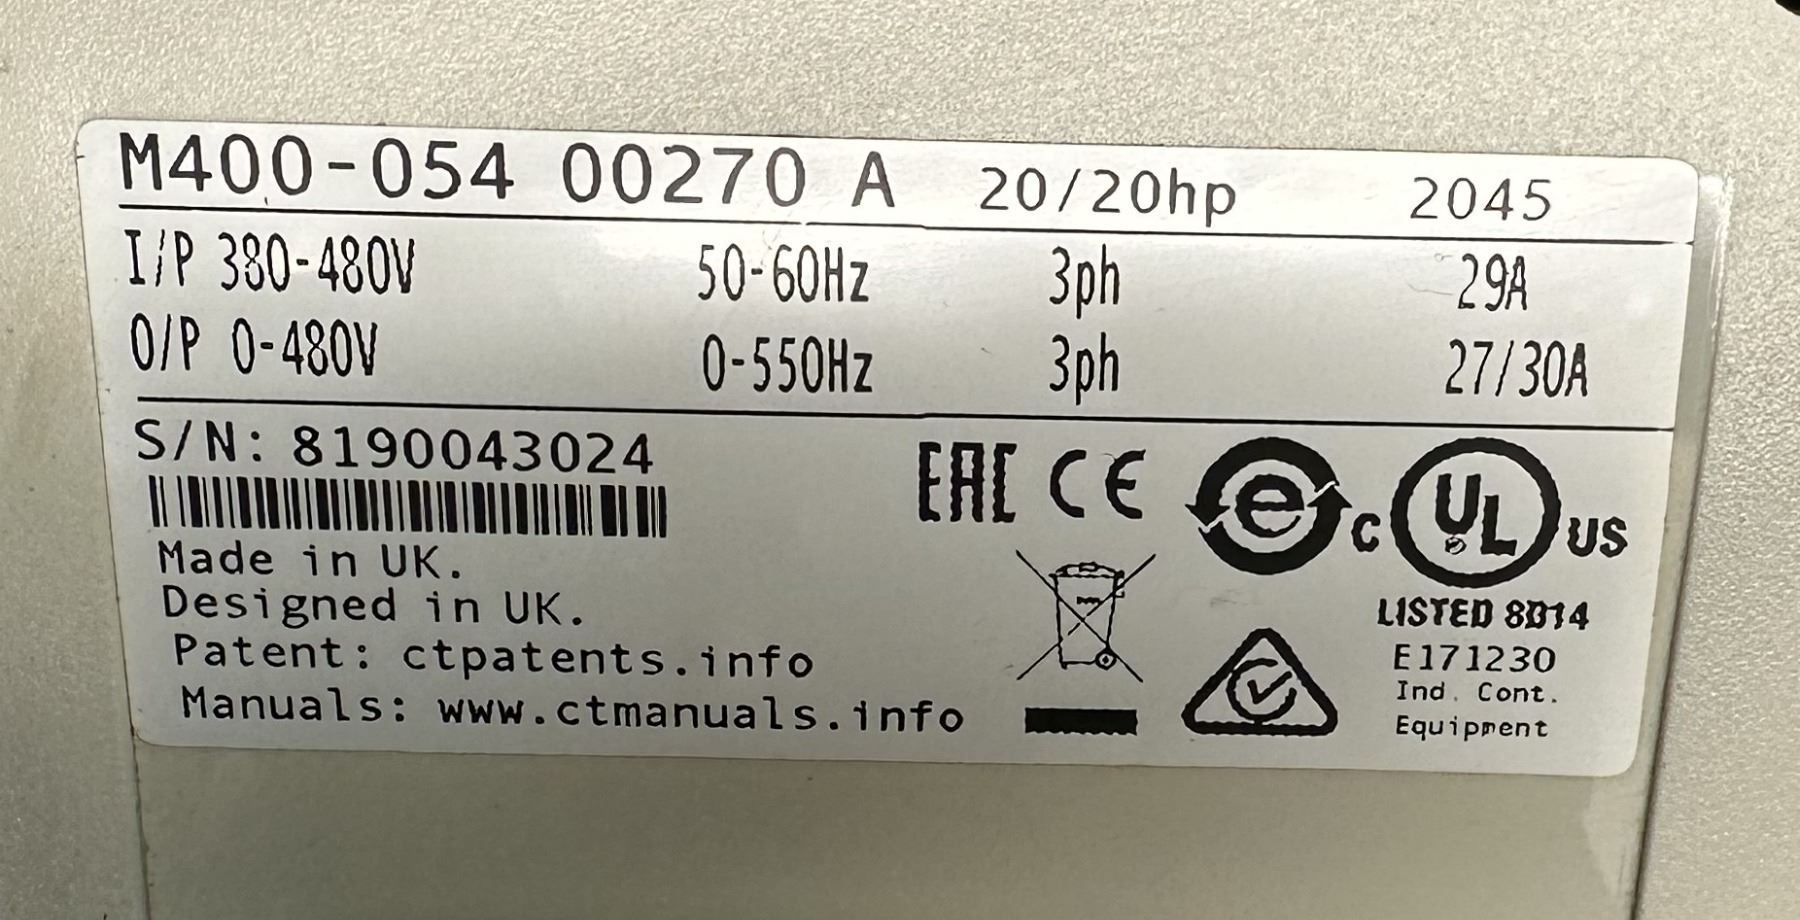 M400-054 00270 A 20/20hp 2045
I/P 380-480V 50-60Hz 3ph 29A
O/P 0-480V 0-550Hz 3ph 27/30A
S/N: 8190043024
EAC CE e C UL US
Made in UK.
Designed in UK.
LISTED 8D14
Patent: ctpatents.info
E171230
Ind. Cont.
Manuals: www.ctmanuals.info
Equipment